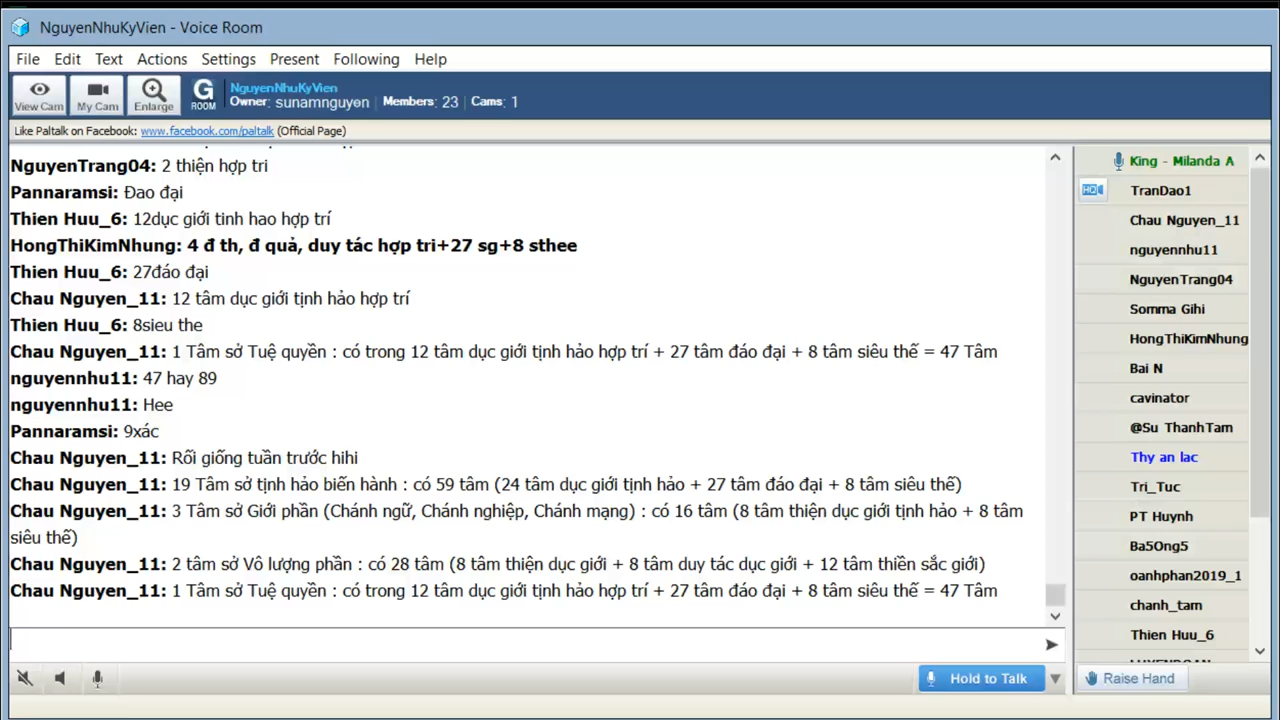 NguyenNhuKyVien - Voice Room
File Edit Text Actions Settings Present Following Help
View Cam My Cam Enlarge G ROOM NguyenNhuKyVien
Owner: sunamnguyen Members: 23 Cams: 1
Like Paltalk on Facebook: www.facebook.com/paltalk (Official Page)
NguyenTrang04: 2 thiện hợp tri
Pannaramsi: Đao đại
Thien Huu_6: 12dục giới tinh hao hợp trí
HongThiKimNhung: 4 đ th, đ quả, duy tác hợp tri+27 sg+8 sthee
Thien Huu_6: 27đáo đại
Chau Nguyen_11: 12 tâm dục giới tịnh hảo hợp trí
Thien Huu_6: 8sieu the
Chau Nguyen_11: 1 Tâm sở Tuệ quyền : có trong 12 tâm dục giới tịnh hảo hợp trí + 27 tâm đáo đại + 8 tâm siêu thế = 47 Tâm
nguyennhu11: 47 hay 89
nguyennhu11: Hee
Pannaramsi: 9xác
Chau Nguyen_11: Rối giống tuần trước hihi
Chau Nguyen_11: 19 Tâm sở tịnh hảo biến hành : có 59 tâm (24 tâm dục giới tịnh hảo + 27 tâm đáo đại + 8 tâm siêu thế)
Chau Nguyen_11: 3 Tâm sở Giới phần (Chánh ngữ, Chánh nghiệp, Chánh mạng) : có 16 tâm (8 tâm thiện dục giới tịnh hảo + 8 tâm
siêu thế)
Chau Nguyen_11: 2 tâm sở Vô lượng phần : có 28 tâm (8 tâm thiện dục giới + 8 tâm duy tác dục giới + 12 tâm thiền sắc giới)
Chau Nguyen_11: 1 Tâm sở Tuệ quyền : có trong 12 tâm dục giới tịnh hảo hợp trí + 27 tâm đáo đại + 8 tâm siêu thế = 47 Tâm
King - Milanda A
HD TranDao1
Chau Nguyen_11
nguyennhu11
NguyenTrang04
Somma Gihi
HongThiKimNhung
Bai N
cavinator
@Su ThanhTam
Thy an lac
Tri_Tuc
PT Huynh
Ba5Ong5
oanhphan2019_1
chanh_tam
Thien Huu_6
Hold to Talk
Raise Hand